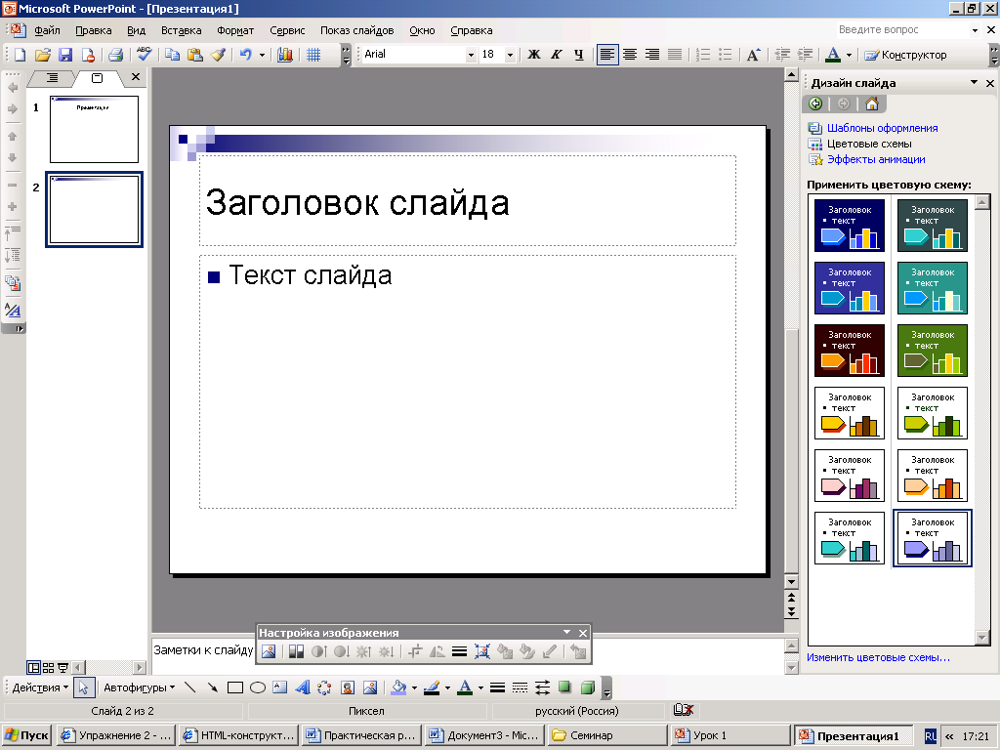 Microsoft PowerPoint - [Презентация1]
Файл Правка Вид Вставка Формат Сервис Показ слайдов Окно Справка Введите вопрос
ABC Arial 18 Ж К Ч A A Конструктор
1
Презентация
2
Заголовок слайда
Текст слайда
Дизайн слайда
Шаблоны оформления
Цветовые схемы
Эффекты анимации
Применить цветовую схему:
Заголовок Заголовок
• текст • текст
Заголовок Заголовок
• текст • текст
Заголовок Заголовок
• текст • текст
Заголовок Заголовок
• текст • текст
Заголовок Заголовок
• текст • текст
Заголовок Заголовок
• текст • текст
Изменить цветовые схемы...
Настройка изображения
Заметки к слайду
Действия Автофигуры
Слайд 2 из 2 Пиксел русский (Россия)
Пуск Упражнение 2 - ... HTML-конструкт... Практическая р... Документ3 - Mic... Семинар Урок 1 Презентация1 RL « 17:21